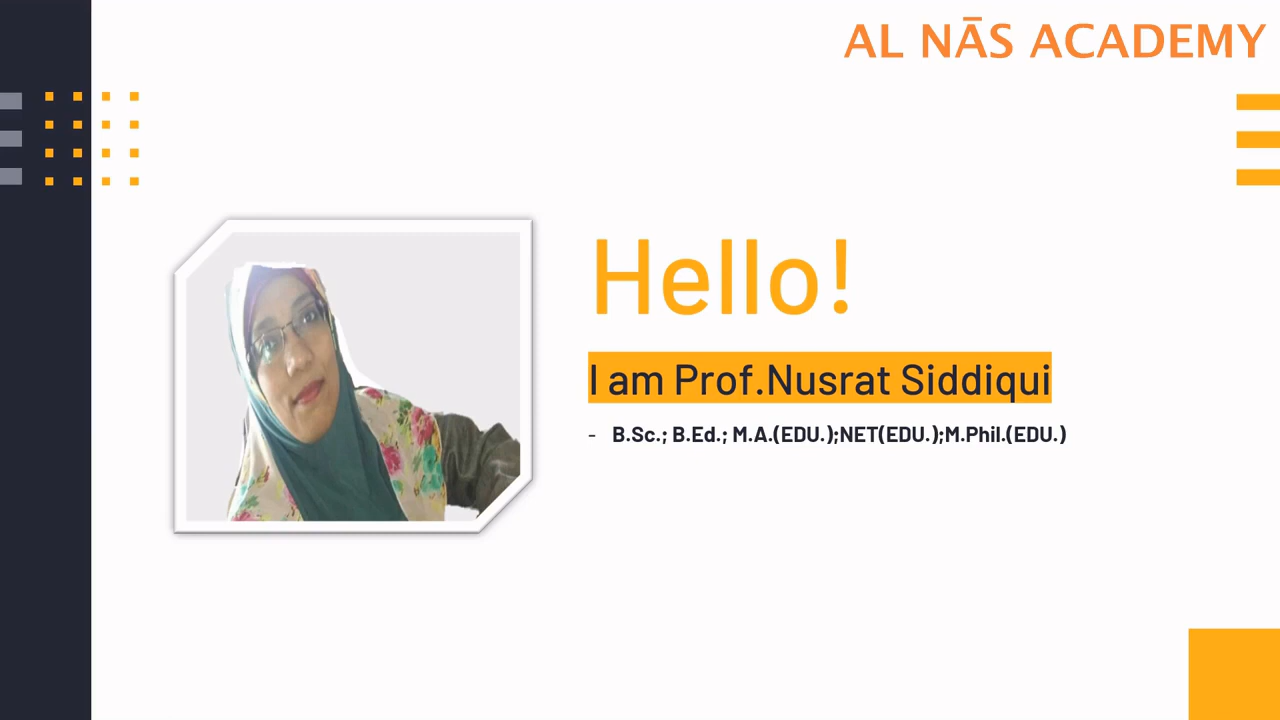 AL NĀS ACADEMY
Hello!
I am Prof.Nusrat Siddiqui
- B.Sc.; B.Ed.; M.A.(EDU.);NET(EDU.);M.Phil.(EDU.)